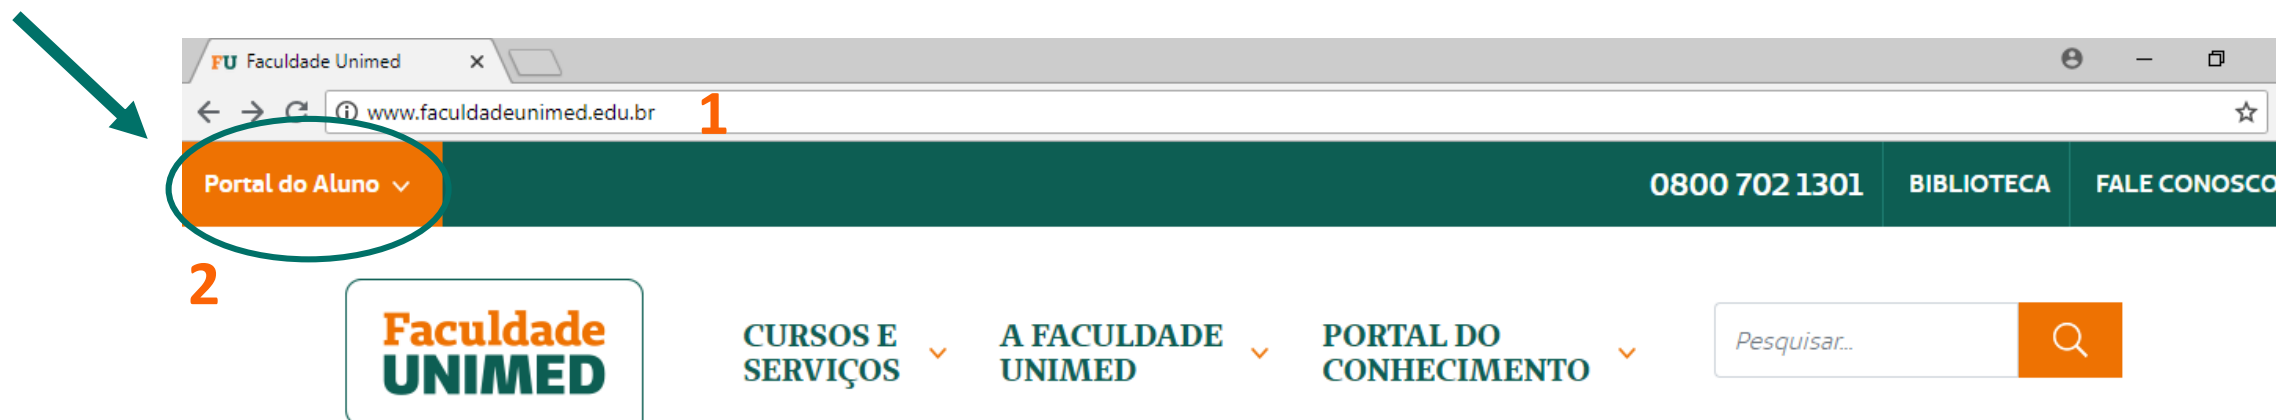 FU Faculdade Unimed
www.faculdadeunimed.edu.br 1
Portal do Aluno 0800 702 1301 BIBLIOTECA FALE CONOSCO
2
Faculdade
UNIMED
CURSOS E
SERVIÇOS
A FACULDADE
UNIMED
PORTAL DO
CONHECIMENTO
Pesquisar...